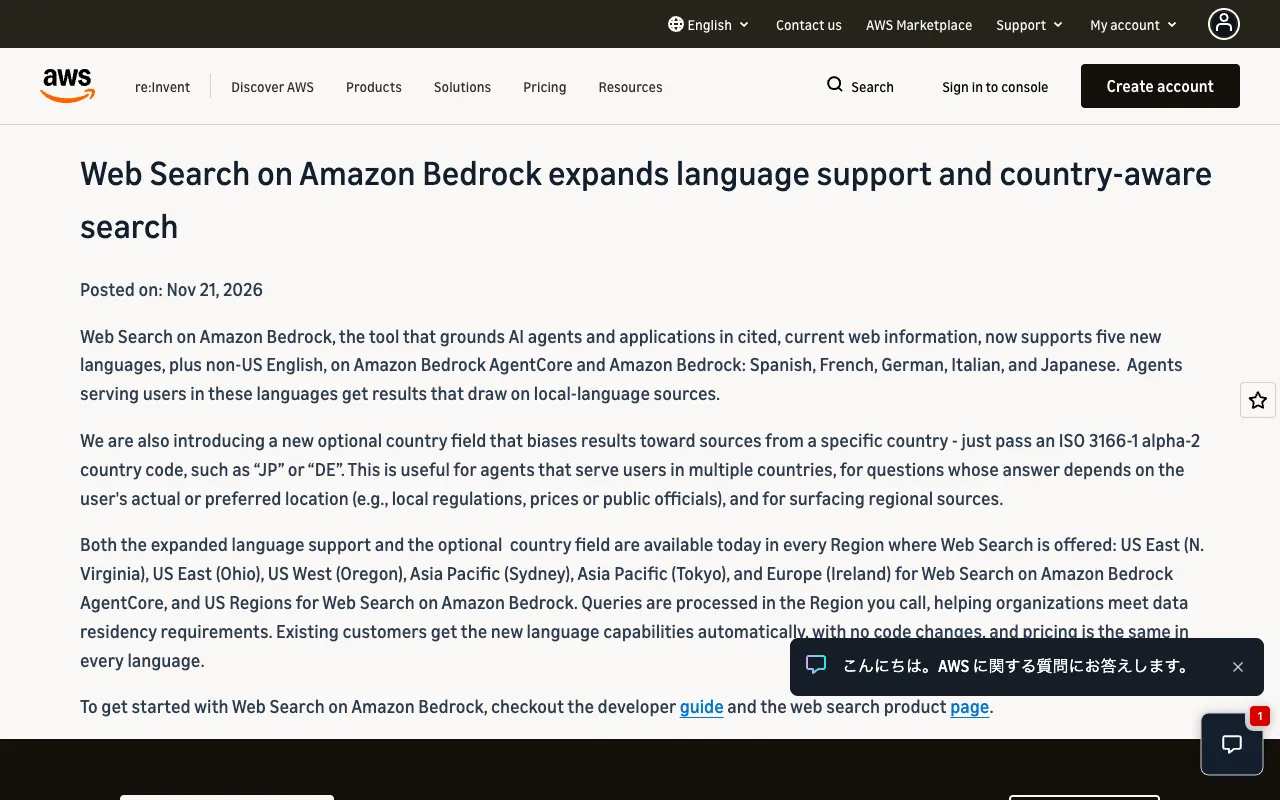 English
Contact us
AWS Marketplace
Support
My account
aws
re:Invent
Discover AWS
Products
Solutions
Pricing
Resources
Search
Sign in to console
Create account
Web Search on Amazon Bedrock expands language support and country-aware
search
Posted on: Nov 21, 2026
Web Search on Amazon Bedrock, the tool that grounds AI agents and applications in cited, current web information, now supports five new
languages, plus non-US English, on Amazon Bedrock AgentCore and Amazon Bedrock: Spanish, French, German, Italian, and Japanese.  Agents
serving users in these languages get results that draw on local-language sources.
We are also introducing a new optional country field that biases results toward sources from a specific country - just pass an ISO 3166-1 alpha-2
country code, such as “JP” or “DE”. This is useful for agents that serve users in multiple countries, for questions whose answer depends on the
user's actual or preferred location (e.g., local regulations, prices or public officials), and for surfacing regional sources.
Both the expanded language support and the optional  country field are available today in every Region where Web Search is offered: US East (N.
Virginia), US East (Ohio), US West (Oregon), Asia Pacific (Sydney), Asia Pacific (Tokyo), and Europe (Ireland) for Web Search on Amazon Bedrock
AgentCore, and US Regions for Web Search on Amazon Bedrock. Queries are processed in the Region you call, helping organizations meet data
residency requirements. Existing customers get the new language capabilities automatically, with no code changes, and pricing is the same in
every language.
こんにちは。AWS に関する質問にお答えします。
To get started with Web Search on Amazon Bedrock, checkout the developer guide and the web search product page.
1